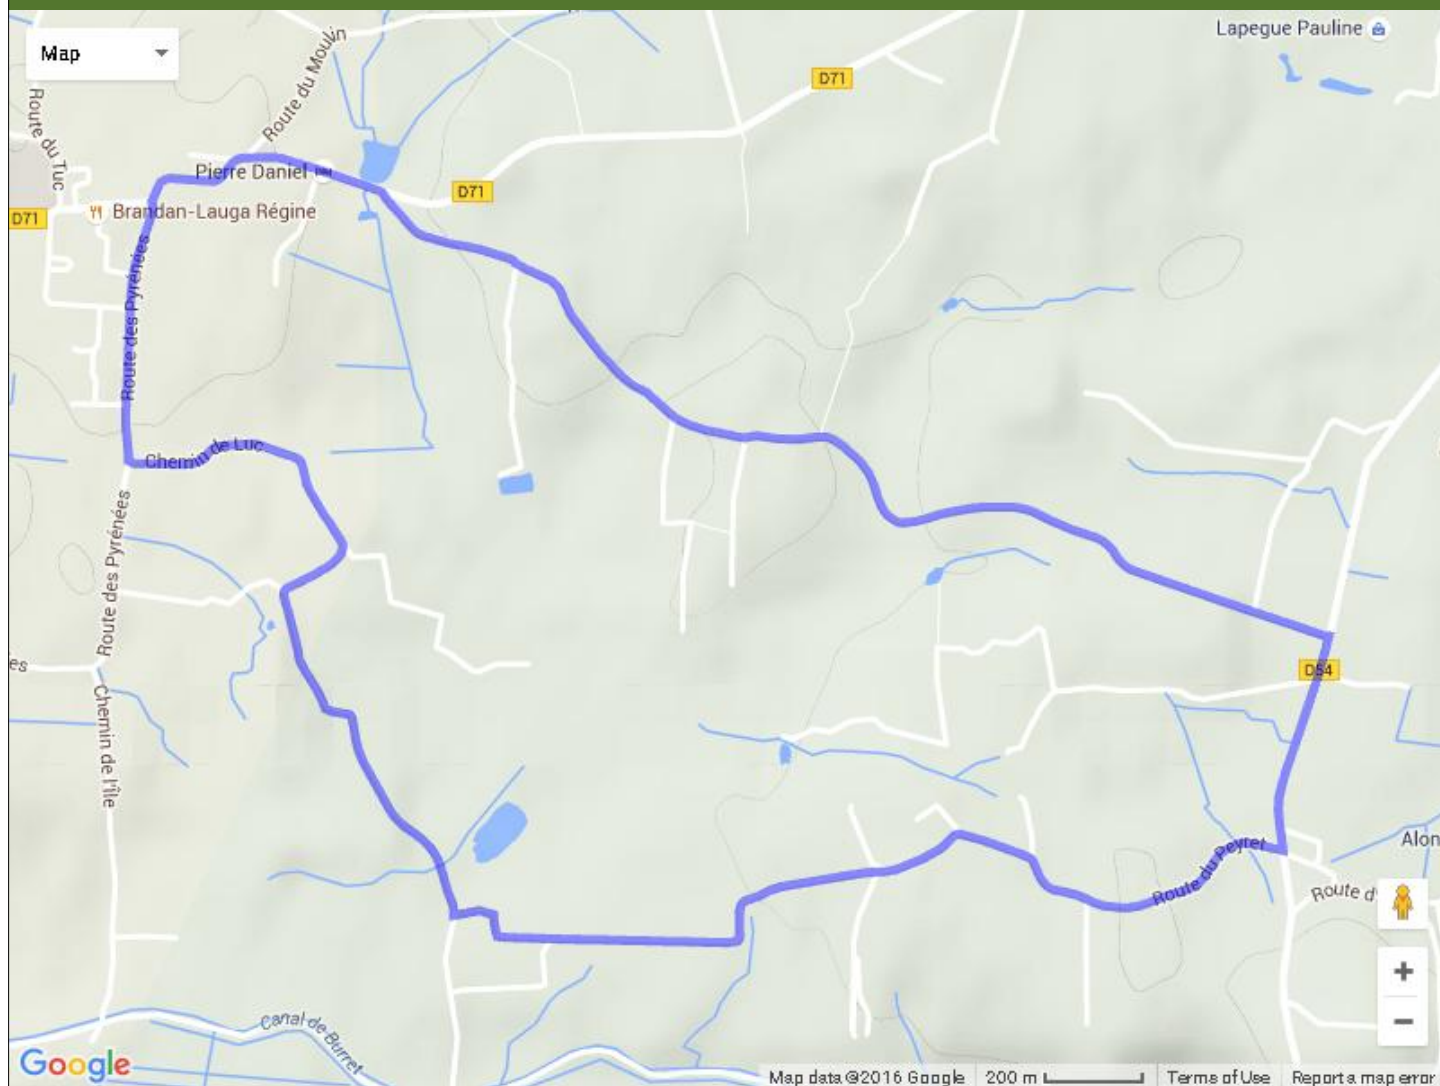 Map
Lapegue Pauline
Route du Moulin
D71
Route du Tuc
Pierre Daniel
D71
D71
Brandan-Lauga Régine
Route des Pyrénées
Chemin de Luc
Route des Pyrénées
es
D54
Chemin de l'Île
Alon
Route du Peyret
Route d
Canal de Burret
Google
Map data ©2016 Google
200 m
Terms of Use
Report a map error